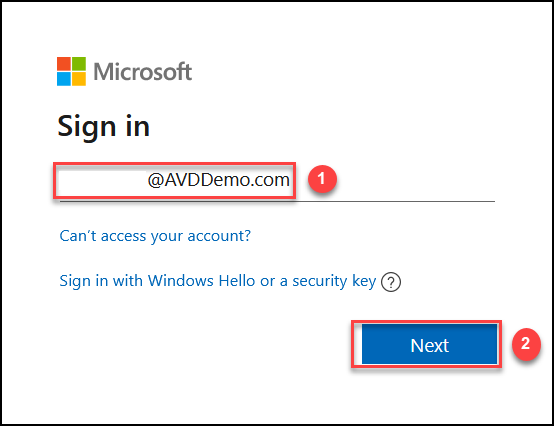 Microsoft
Sign in
@AVDDemo.com 1
Can't access your account?
Sign in with Windows Hello or a security key ?
Next 2